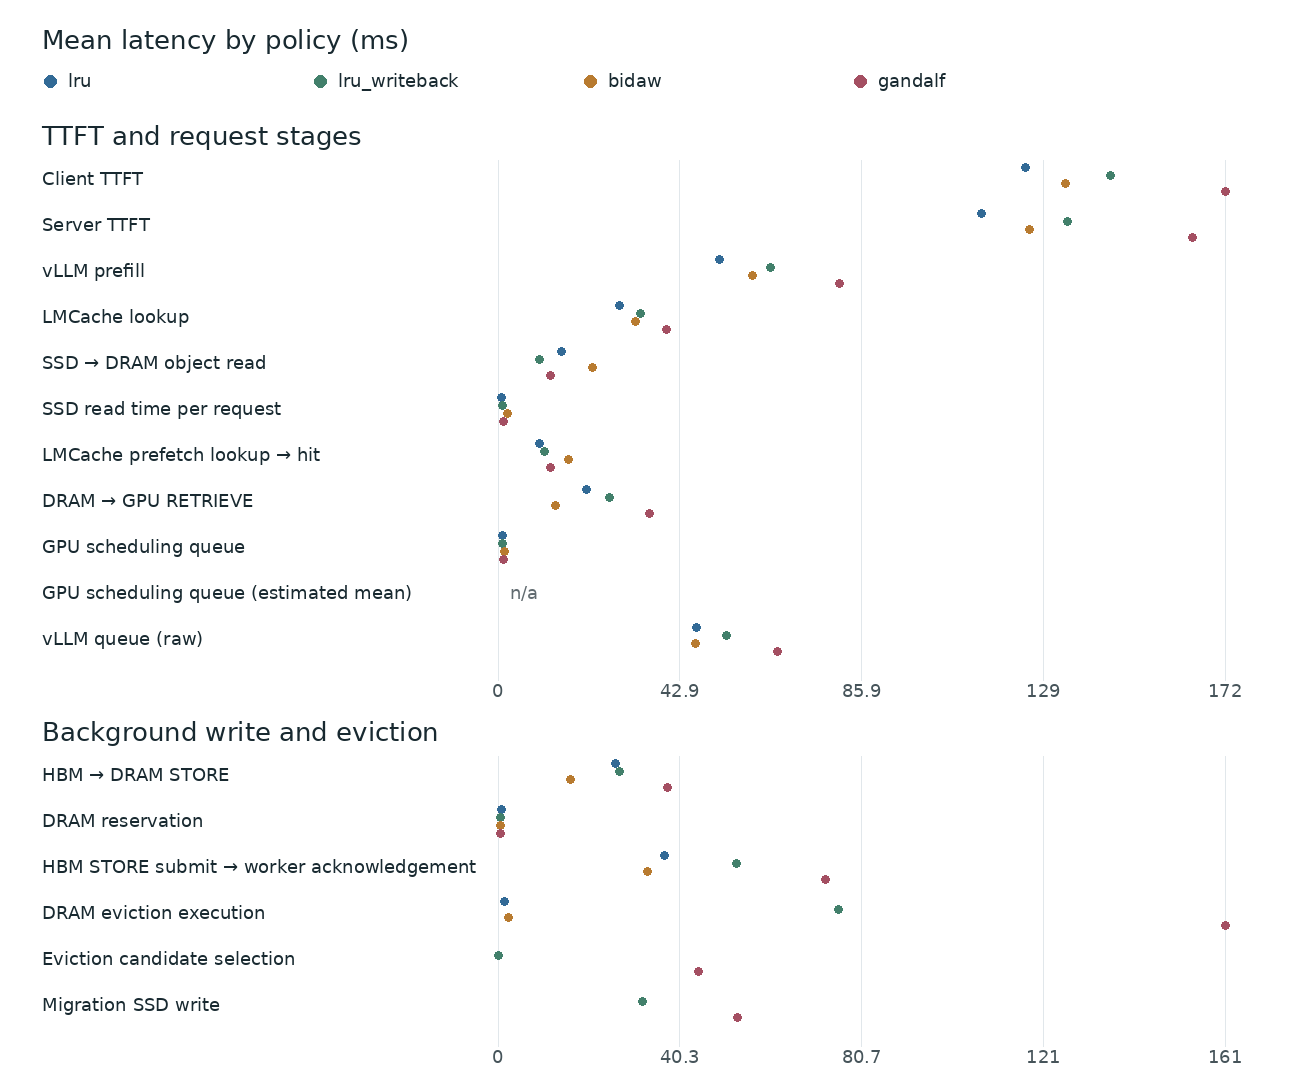 Mean latency by policy (ms)
lru lru_writeback bidaw gandalf
TTFT and request stages
Client TTFT
Server TTFT
vLLM prefill
LMCache lookup
SSD → DRAM object read
SSD read time per request
LMCache prefetch lookup → hit
DRAM → GPU RETRIEVE
GPU scheduling queue
GPU scheduling queue (estimated mean) n/a
vLLM queue (raw)
0 42.9 85.9 129 172
Background write and eviction
HBM → DRAM STORE
DRAM reservation
HBM STORE submit → worker acknowledgement
DRAM eviction execution
Eviction candidate selection
Migration SSD write
0 40.3 80.7 121 161